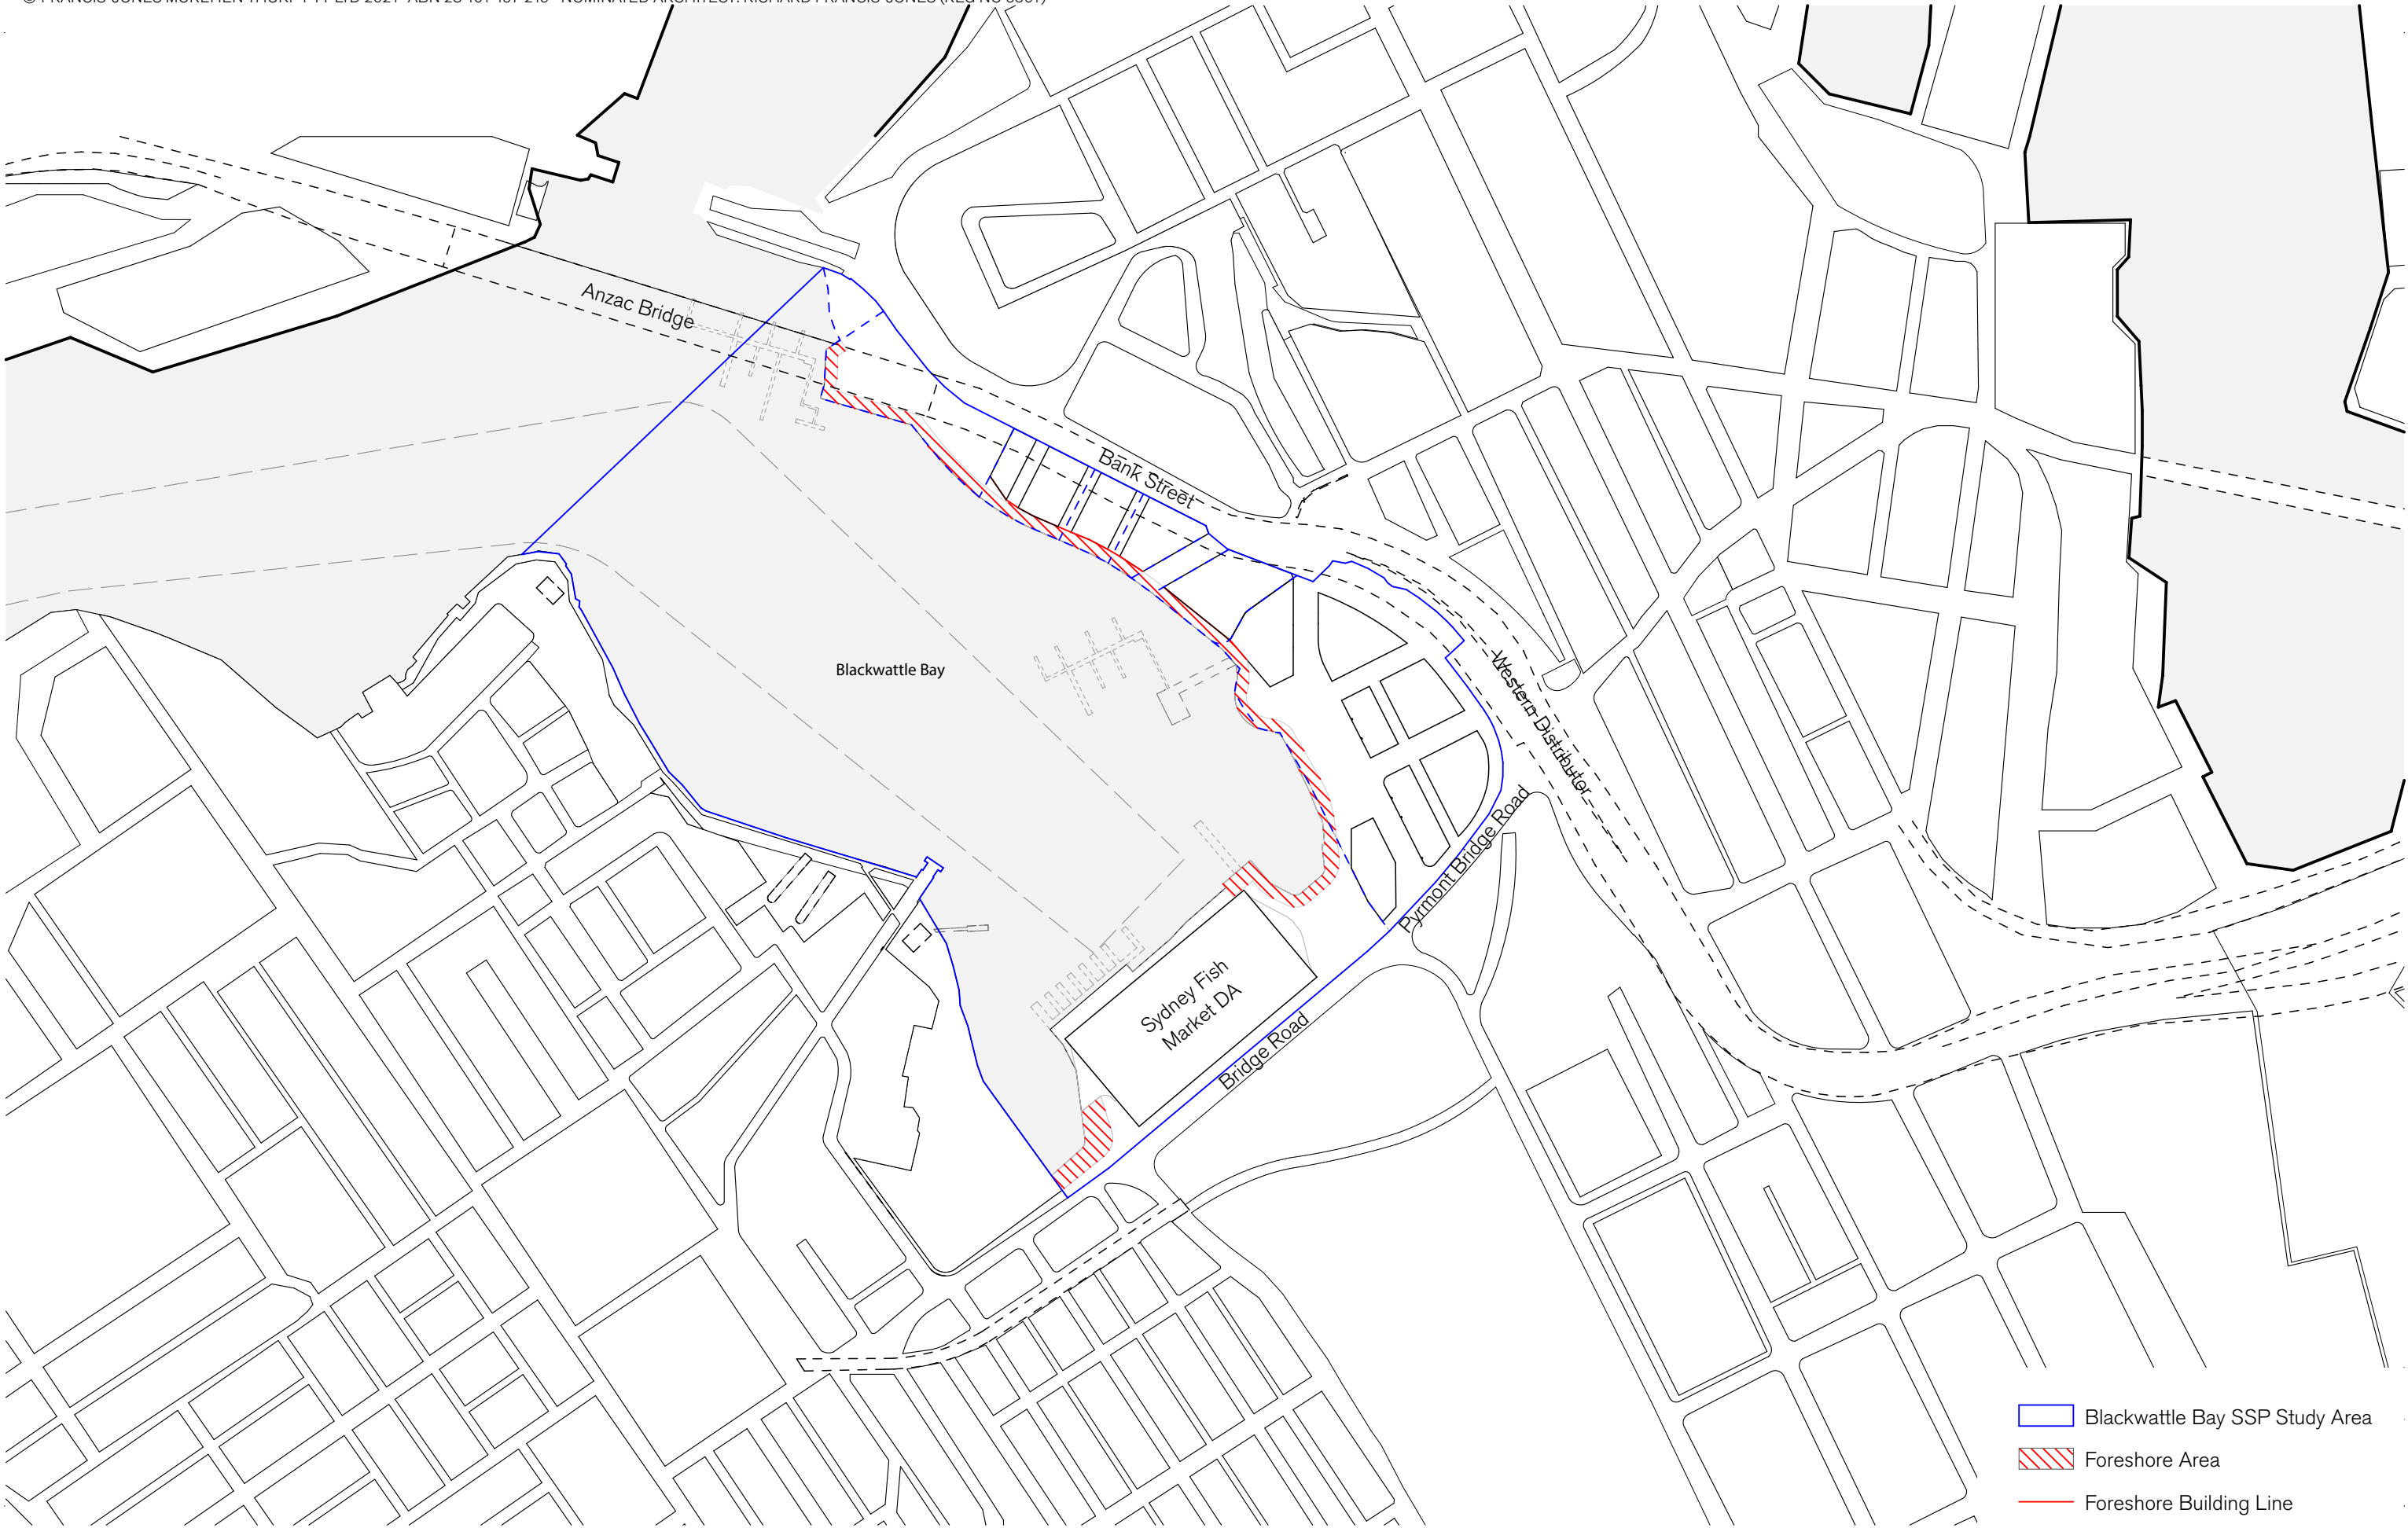 Anzac Bridge
Bank Street
Blackwattle Bay
Western Distributor
Pyrmont Bridge Road
Sydney Fish
Market DA
Bridge Road
Blackwattle Bay SSP Study Area
Foreshore Area
Foreshore Building Line